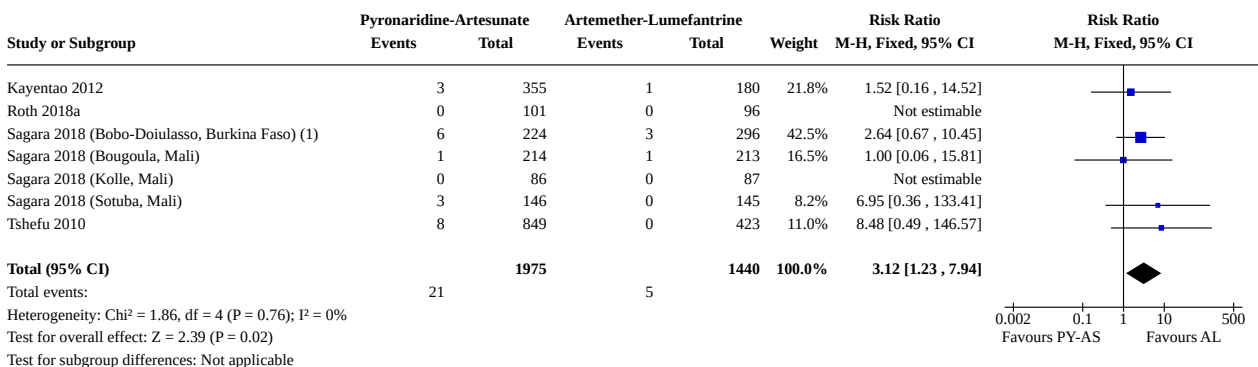 Pyronaridine-Artesunate Artemether-Lumefantrine Risk Ratio Risk Ratio
Study or Subgroup Events Total Events Total Weight M-H, Fixed, 95% CI M-H, Fixed, 95% CI
Kayentao 2012 3 355 1 180 21.8% 1.52 [0.16 , 14.52]
Roth 2018a 0 101 0 96 Not estimable
Sagara 2018 (Bobo-Doiulasso, Burkina Faso) (1) 6 224 3 296 42.5% 2.64 [0.67 , 10.45]
Sagara 2018 (Bougoula, Mali) 1 214 1 213 16.5% 1.00 [0.06 , 15.81]
Sagara 2018 (Kolle, Mali) 0 86 0 87 Not estimable
Sagara 2018 (Sotuba, Mali) 3 146 0 145 8.2% 6.95 [0.36 , 133.41]
Tshefu 2010 8 849 0 423 11.0% 8.48 [0.49 , 146.57]
Total (95% CI) 1975 1440 100.0% 3.12 [1.23 , 7.94]
Total events: 21 5
Heterogeneity: Chi² = 1.86, df = 4 (P = 0.76); I² = 0%
0.002 0.1 1 10 500
Test for overall effect: Z = 2.39 (P = 0.02) Favours PY-AS Favours AL
Test for subgroup differences: Not applicable